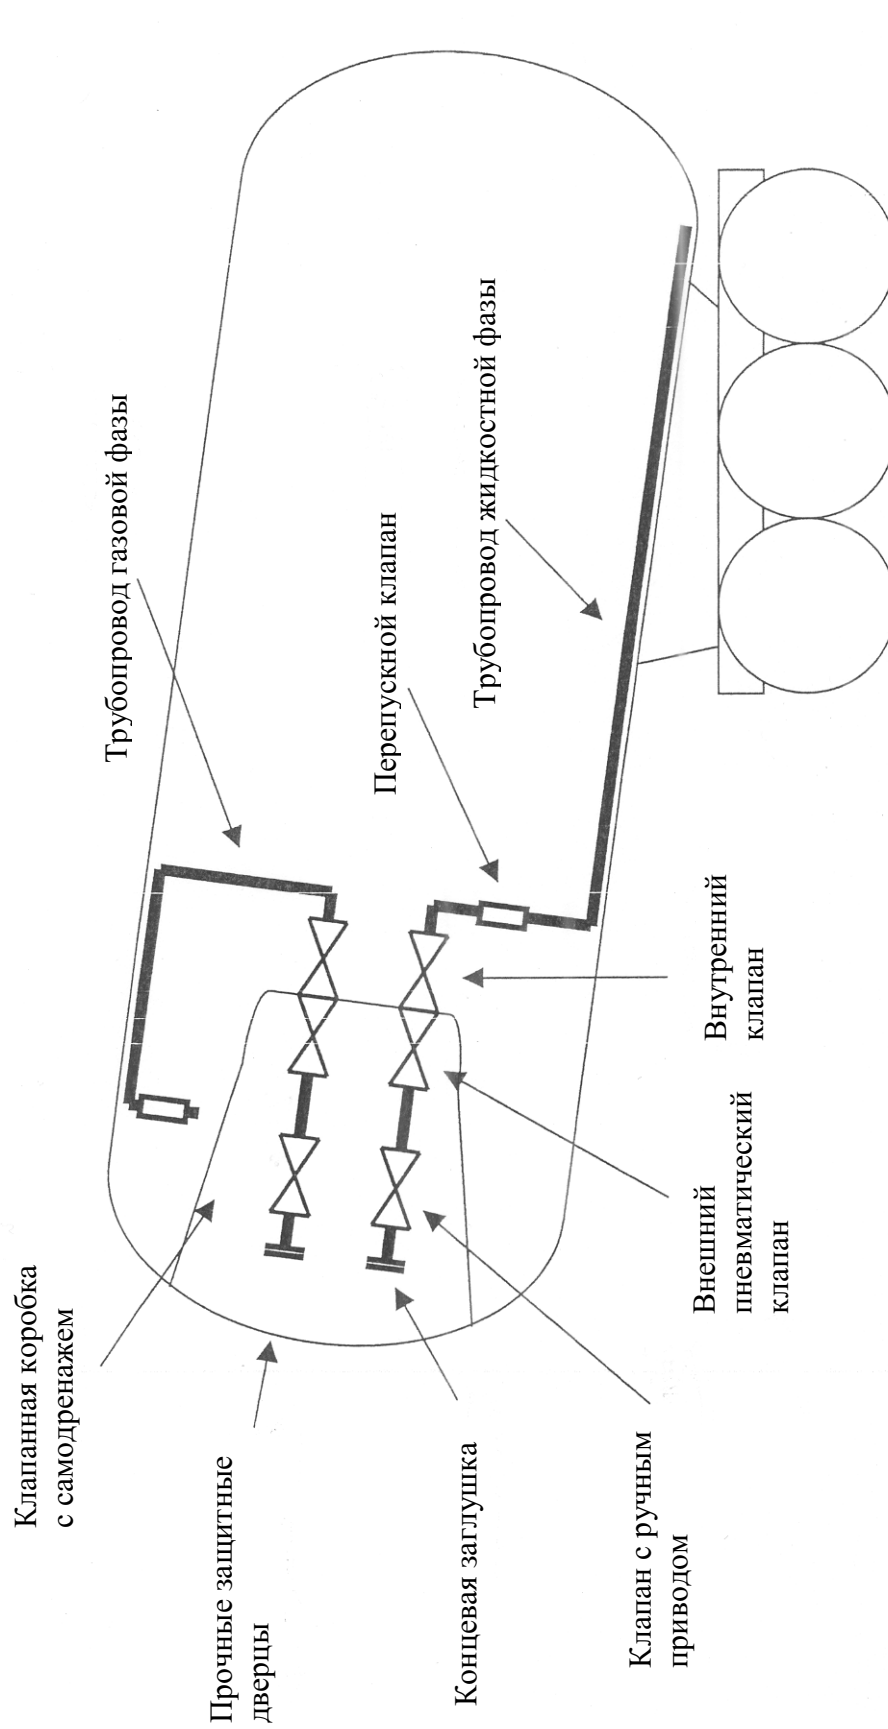 Клапанная коробка
с самодренажем
Трубопровод газовой фазы
Прочные защитные
дверцы
Перепускной клапан
Концевая заглушка
Трубопровод жидкостной фазы
Клапан с ручным
приводом
Внешний
пневматический
клапан
Внутренний
клапан